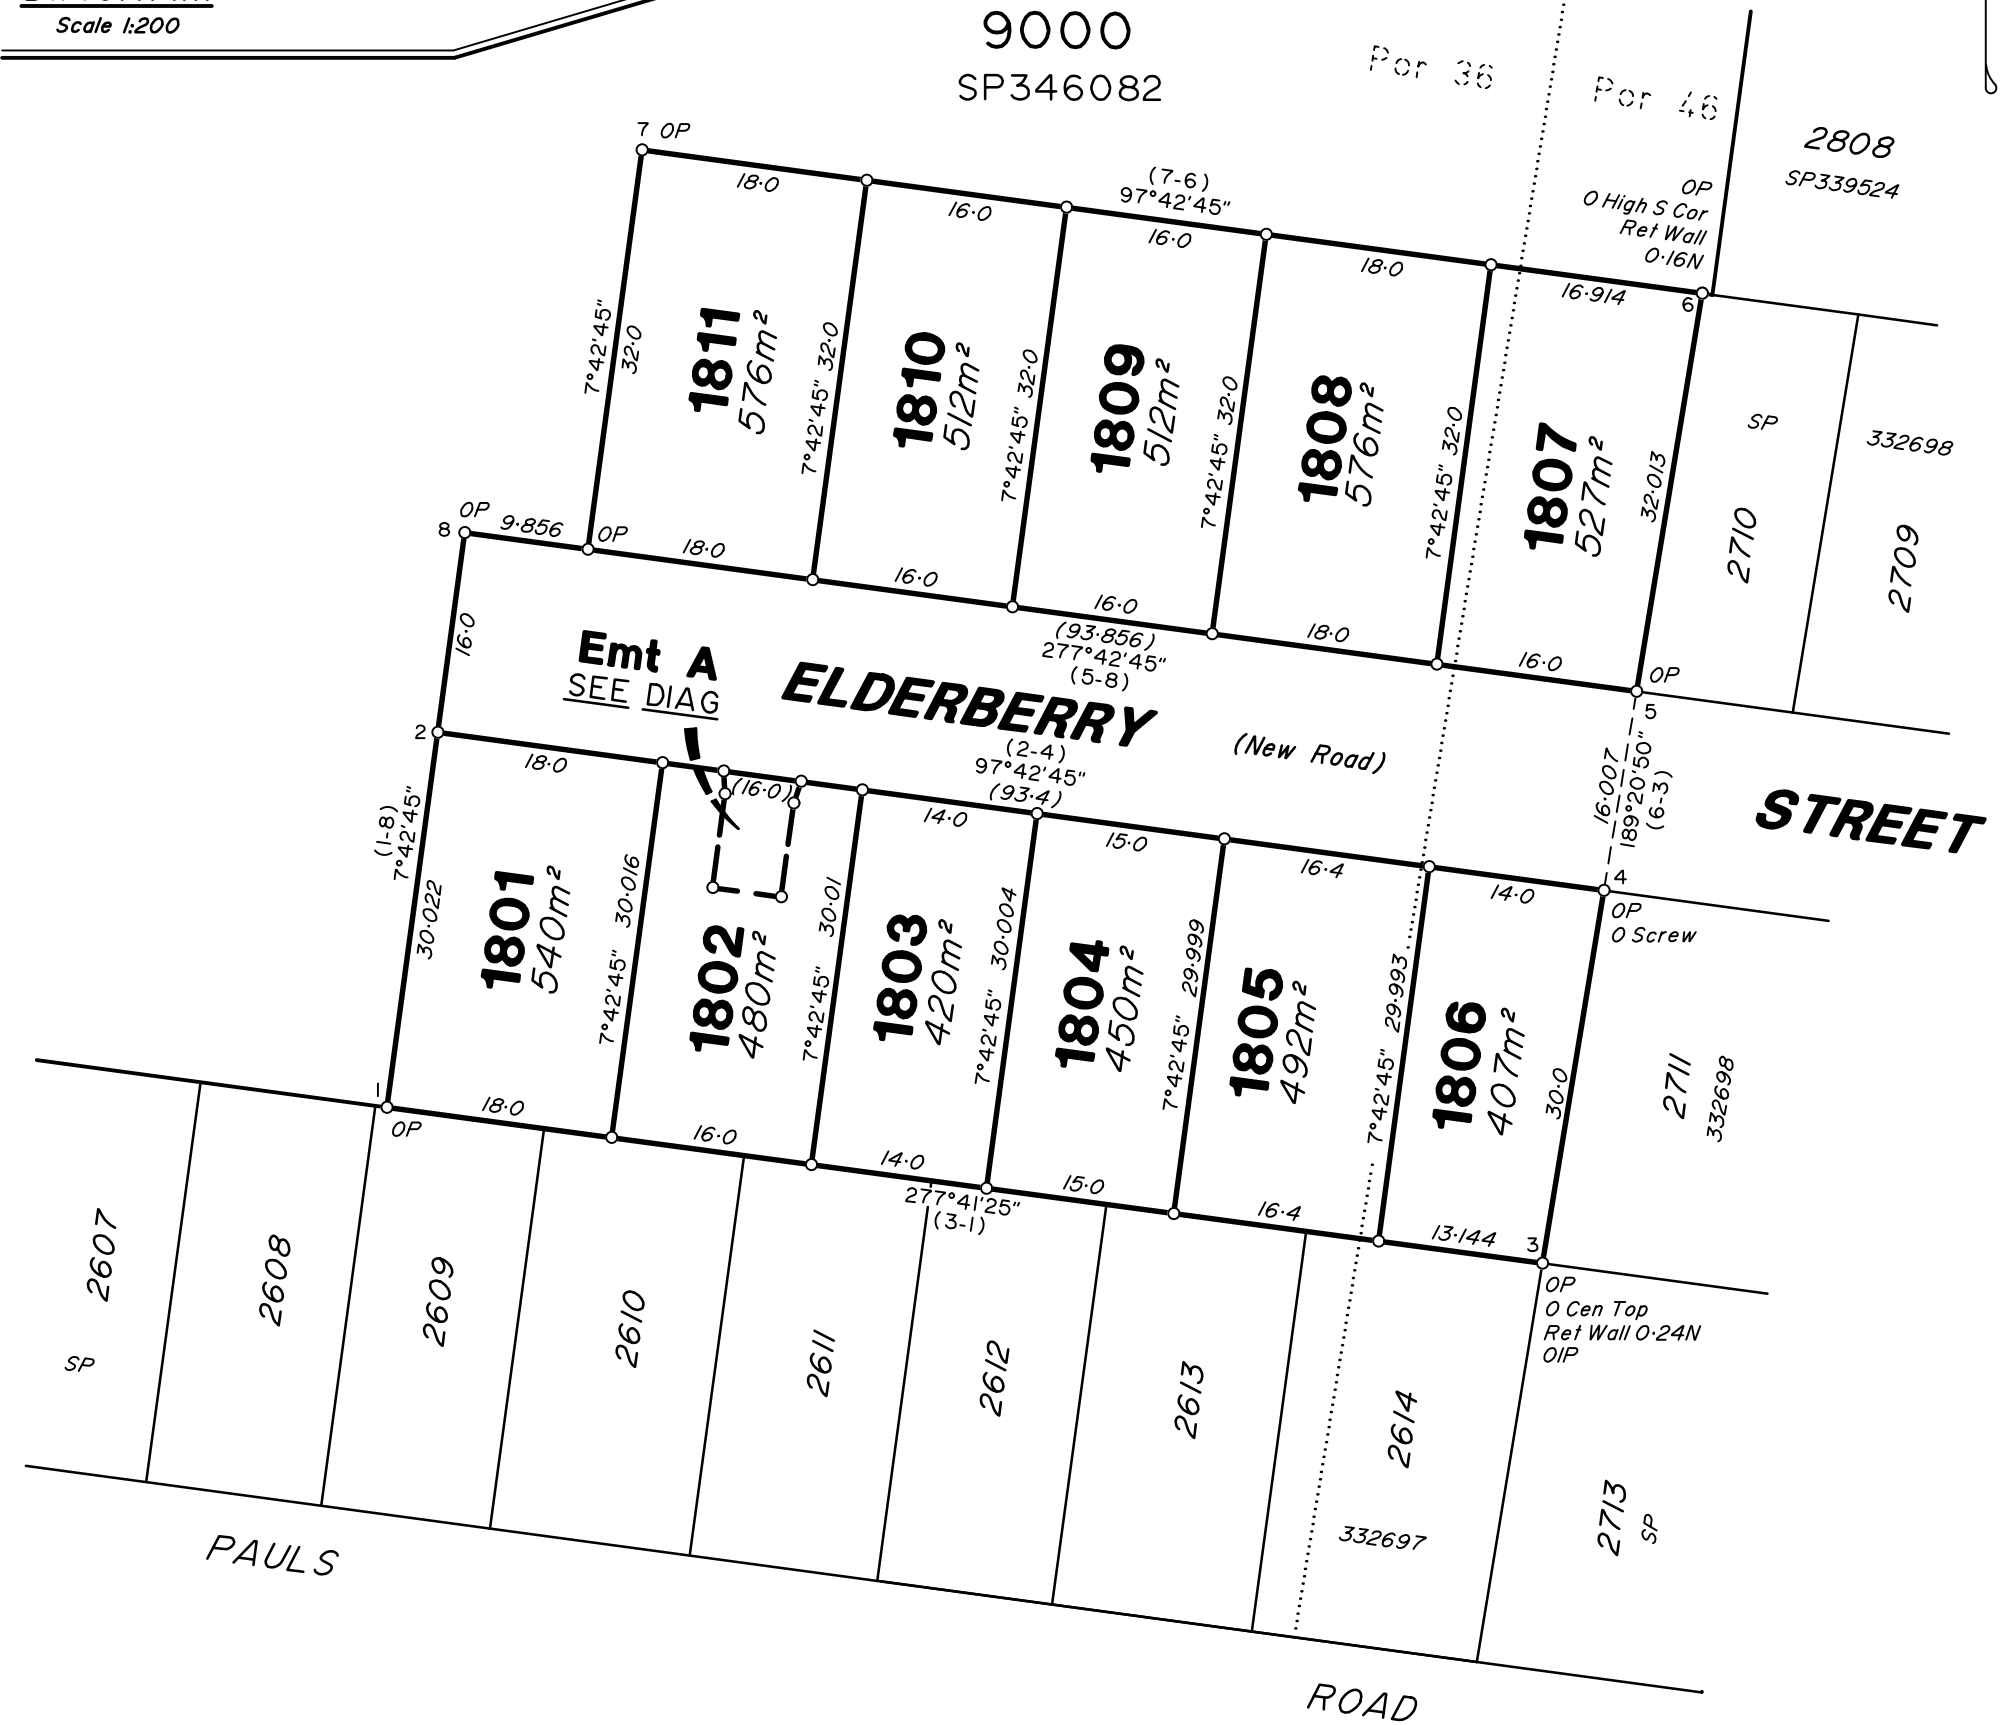 Scale 1:200
9000
SP346082
Por 36
Por 46
2808
SP339524
7 OP
(7-6)
97°42'45"
OP
O High S Cor
Ret Wall
0·16N
18·0
16·0
16·0
18·0
16·914
6
7°42'45"
32·0
1811
576m²
7°42'45" 32·0
1810
512m²
7°42'45" 32·0
1809
512m²
7°42'45" 32·0
1808
576m²
7°42'45" 32·0
1807
527m²
32·013
SP
332698
2710
2709
8
OP
9·856
OP
18·0
16·0
16·0
18·0
16·0
OP
5
(93·856)
277°42'45"
(5-8)
16·0
Emt A
SEE DIAG
ELDERBERRY
(New Road)
STREET
16·007
189°20'50"
(6-3)
2
(2-4)
97°42'45"
(93·4)
18·0
(16·0)
14·0
15·0
16·4
14·0
4
OP
O Screw
(1-8)
7°42'45"
30·022
1801
540m²
7°42'45" 30·016
1802
480m²
7°42'45" 30·01
1803
420m²
7°42'45" 30·004
1804
450m²
7°42'45" 29·999
1805
492m²
7°42'45" 29·993
1806
407m²
30·0
2711
332698
1
OP
18·0
16·0
14·0
15·0
16·4
13·144
3
277°41'25"
(3-1)
OP
O Cen Top
Ret Wall 0·24N
OIP
2607
SP
2608
2609
2610
2611
2612
2613
2614
332697
2713
SP
PAULS
ROAD